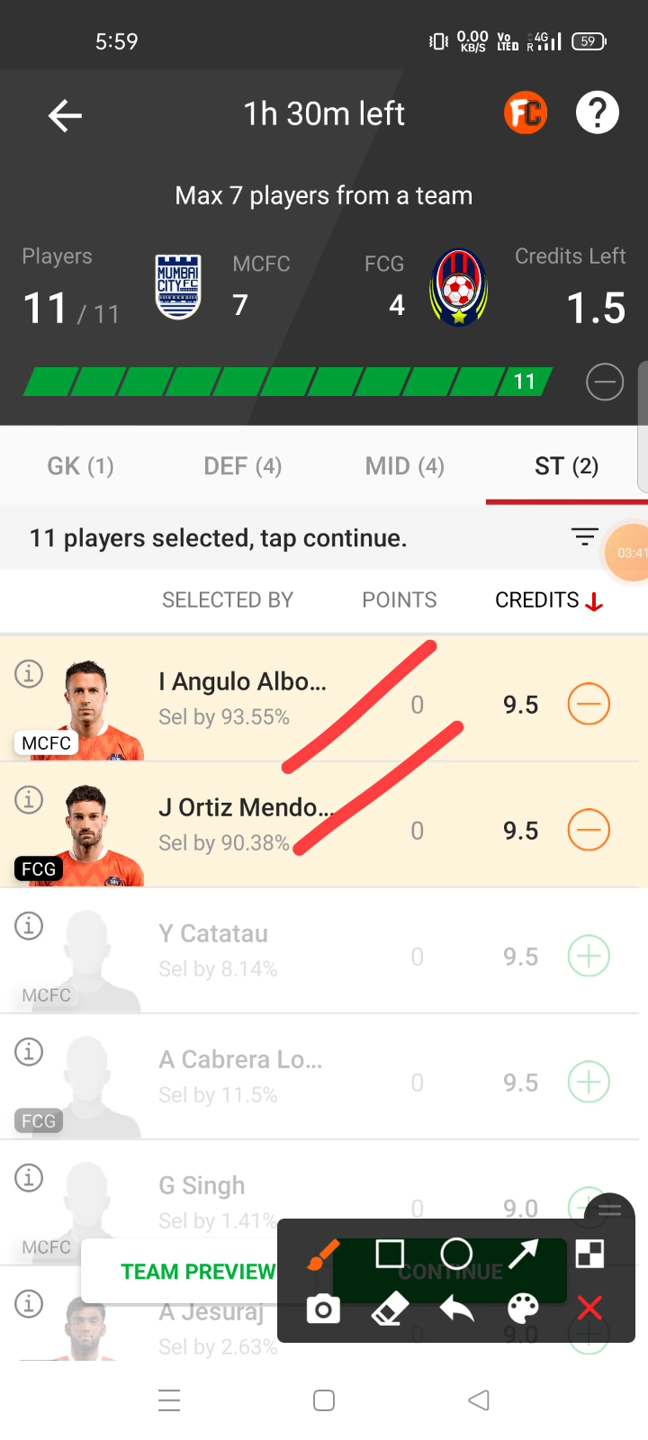 5:59
0.00 KB/S
Vo LTED
4G R
59
1h 30m left
FC
?
Max 7 players from a team
Players
MCFC
FCG
Credits Left
11 / 11
MUMBAI CITY FC
7
4
1.5
11
GK (1)
DEF (4)
MID (4)
ST (2)
11 players selected, tap continue.
03:41
SELECTED BY
POINTS
CREDITS
I Angulo Albo...
Sel by 93.55%
0
9.5
MCFC
J Ortiz Mendo...
Sel by 90.38%
0
9.5
FCG
Y Catatau
Sel by 8.14%
0
9.5
MCFC
A Cabrera Lo...
Sel by 11.5%
0
9.5
FCG
G Singh
Sel by 1.41%
0
9.0
MCFC
TEAM PREVIEW
CONTINUE
A Jesuraj
Sel by 2.63%
0
9.0